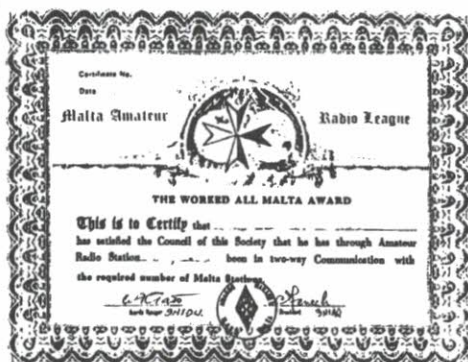 Certificate No.
Date
Malta Amateur Radio League
THE WORKED ALL MALTA AWARD
This is to Certify that
has satisfied the Council of this Society that he has through Amateur
Radio Station been in two-way Communication with
the required number of Malta Stations